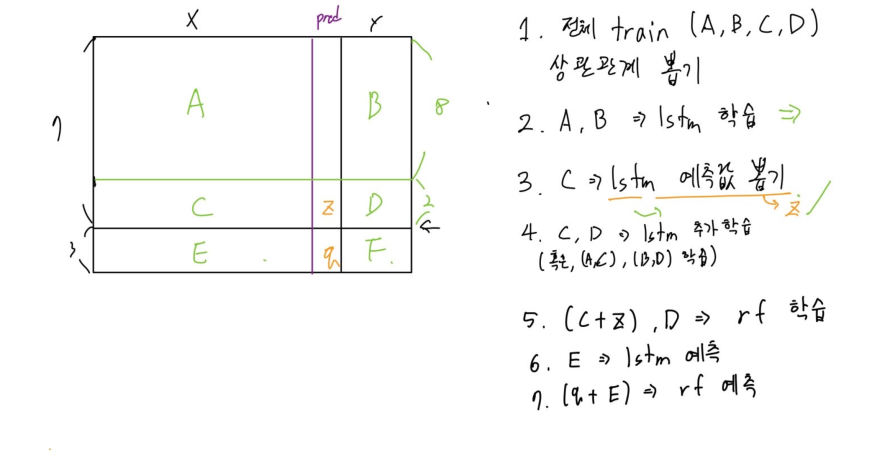 X pred Y
7 A B 8
C z D 2
3 E q F
1. 전체 train (A, B, C, D)
상관관계 뽑기
2. A, B ⇒ lstm 학습 ⇒
3. C ⇒ lstm 예측값 뽑기
→ z
4. C, D ⇒ lstm 추가학습
(혹은, (A,C), (B,D) 학습)
5. (C+z), D ⇒ rf 학습
6. E ⇒ lstm 예측
7. (q + E) ⇒ rf 예측